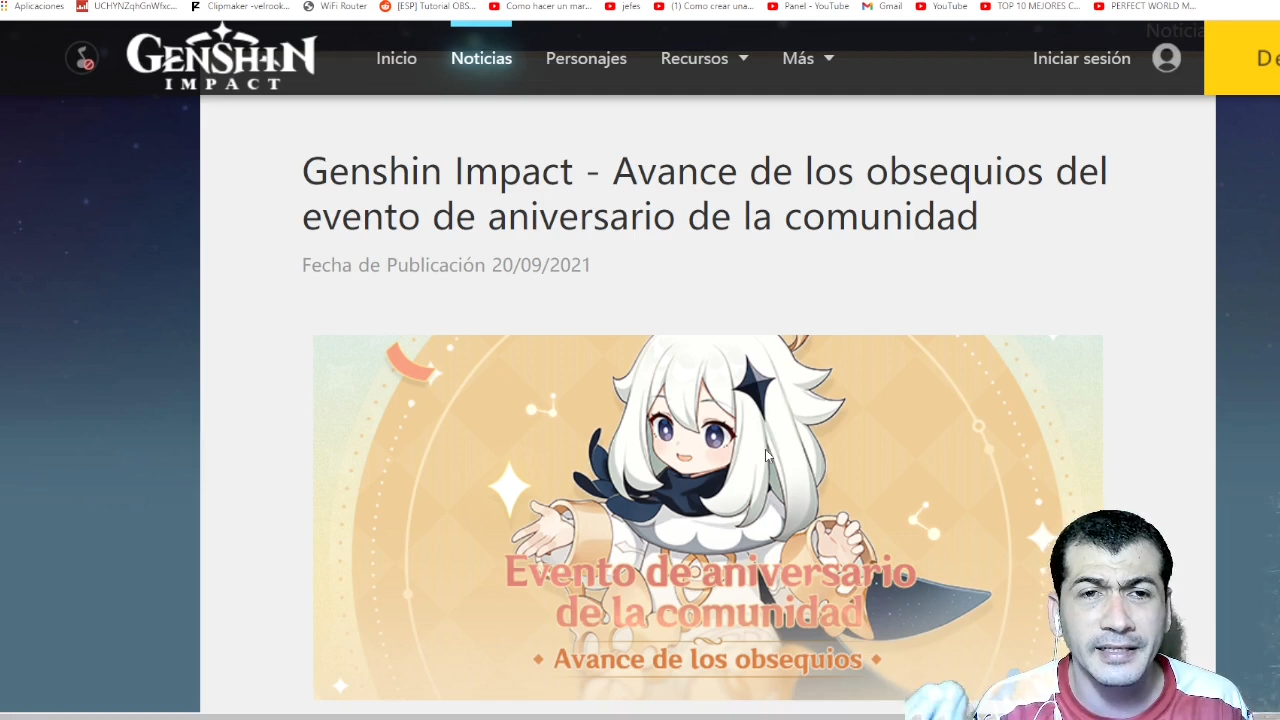 Aplicaciones UCHYNZqhGnWfxc... Clipmaker -velrook... WiFi Router [ESP] Tutorial OBS... Como hacer un mar... jefes (1) Como crear una... Panel - YouTube Gmail YouTube TOP 10 MEJORES C... PERFECT WORLD M...
Noticia
GENSHIN
IMPACT
Inicio Noticias Personajes Recursos Más Iniciar sesión De
Genshin Impact - Avance de los obsequios del
evento de aniversario de la comunidad
Fecha de Publicación 20/09/2021
Evento de aniversario
de la comunidad
Avance de los obsequios